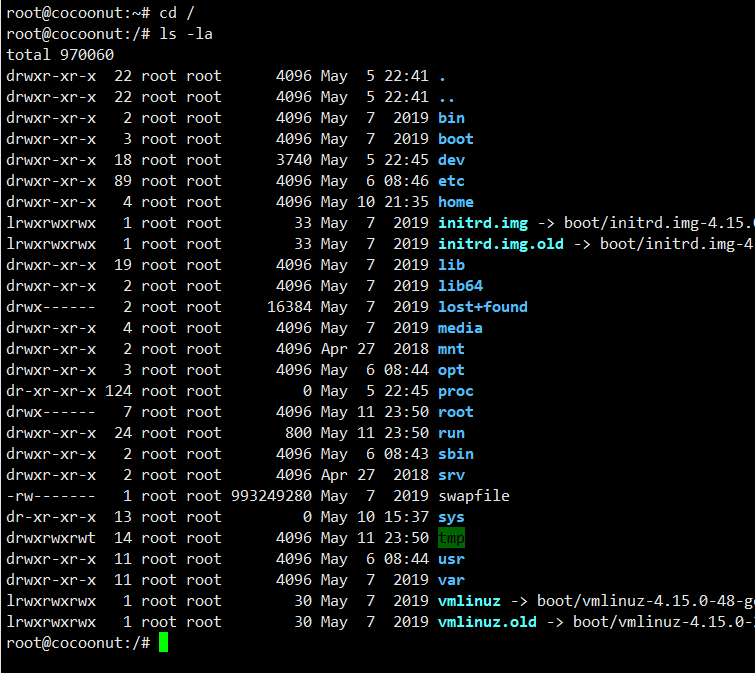 root@cocoonut:~# cd /
root@cocoonut:/# ls -la
total 970060
drwxr-xr-x  22 root root      4096 May  5 22:41 .
drwxr-xr-x  22 root root      4096 May  5 22:41 ..
drwxr-xr-x   2 root root      4096 May  7  2019 bin
drwxr-xr-x   3 root root      4096 May  7  2019 boot
drwxr-xr-x  18 root root      3740 May  5 22:45 dev
drwxr-xr-x  89 root root      4096 May  6 08:46 etc
drwxr-xr-x   4 root root      4096 May 10 21:35 home
lrwxrwxrwx   1 root root        33 May  7  2019 initrd.img -> boot/initrd.img-4.15.0
lrwxrwxrwx   1 root root        33 May  7  2019 initrd.img.old -> boot/initrd.img-4
drwxr-xr-x  19 root root      4096 May  7  2019 lib
drwxr-xr-x   2 root root      4096 May  7  2019 lib64
drwx------   2 root root     16384 May  7  2019 lost+found
drwxr-xr-x   4 root root      4096 May  7  2019 media
drwxr-xr-x   2 root root      4096 Apr 27  2018 mnt
drwxr-xr-x   3 root root      4096 May  6 08:44 opt
dr-xr-xr-x 124 root root         0 May  5 22:45 proc
drwx------   7 root root      4096 May 11 23:50 root
drwxr-xr-x  24 root root       800 May 11 23:50 run
drwxr-xr-x   2 root root      4096 May  6 08:43 sbin
drwxr-xr-x   2 root root      4096 Apr 27  2018 srv
-rw-------   1 root root 993249280 May  7  2019 swapfile
dr-xr-xr-x  13 root root         0 May 10 15:37 sys
drwxrwxrwt  14 root root      4096 May 11 23:50 tmp
drwxr-xr-x  11 root root      4096 May  6 08:44 usr
drwxr-xr-x  11 root root      4096 May  7  2019 var
lrwxrwxrwx   1 root root        30 May  7  2019 vmlinuz -> boot/vmlinuz-4.15.0-48-g
lrwxrwxrwx   1 root root        30 May  7  2019 vmlinuz.old -> boot/vmlinuz-4.15.0-
root@cocoonut:/#